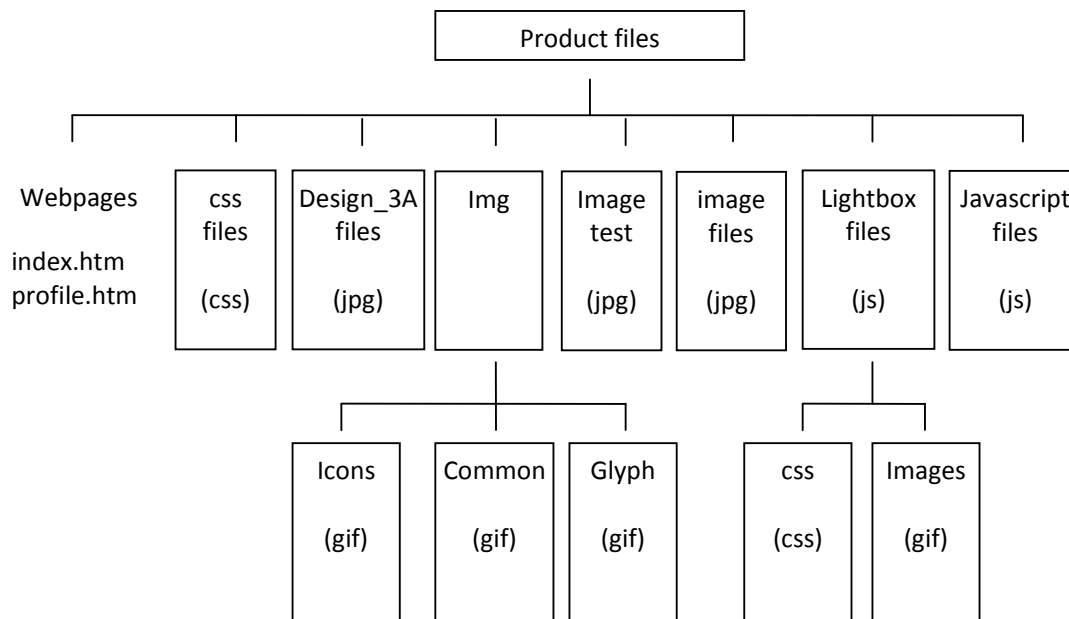 Product files
Webpages
index.htm
profile.htm
css
files
(css)
Design_3A
files
(jpg)
Img
Image
test
(jpg)
image
files
(jpg)
Lightbox
files
(js)
Javascript
files
(js)
Icons
(gif)
Common
(gif)
Glyph
(gif)
css
(css)
Images
(gif)